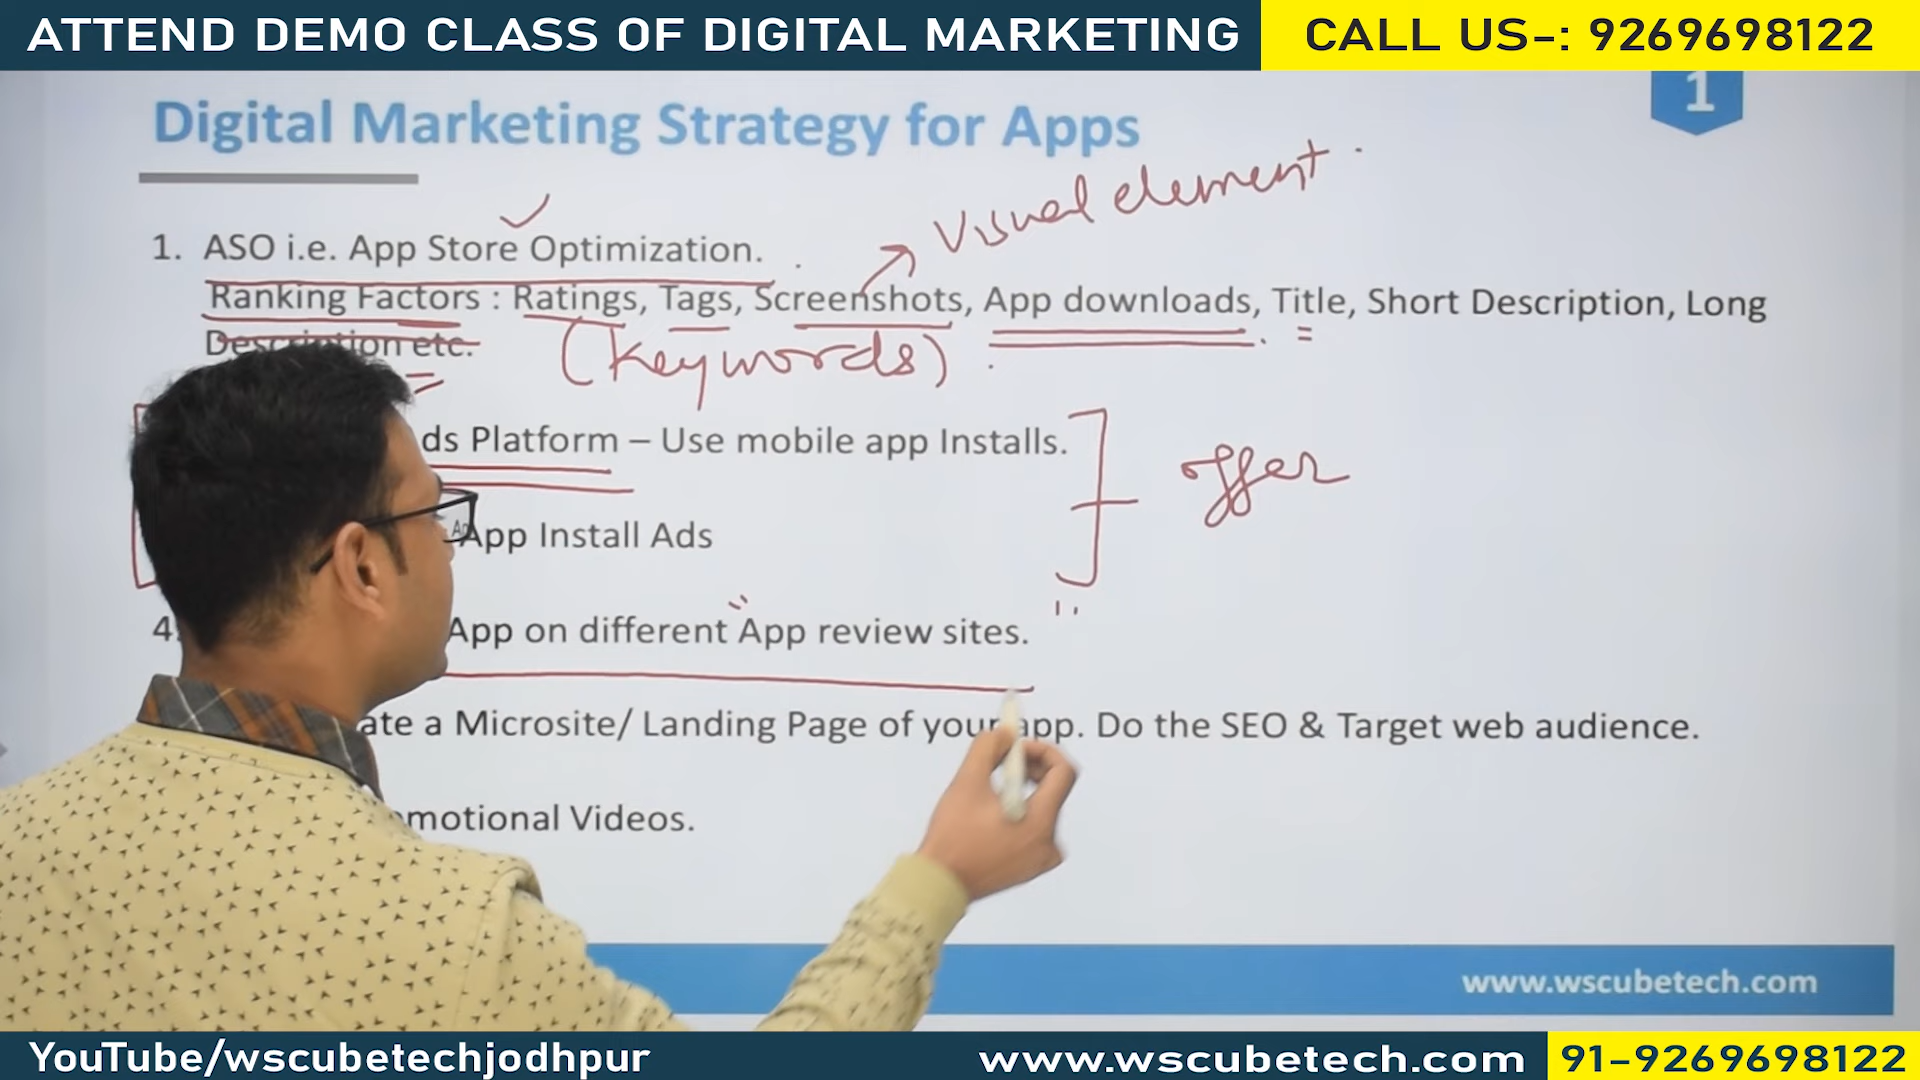 ATTEND DEMO CLASS OF DIGITAL MARKETING
CALL US-: 9269698122
1
Digital Marketing Strategy for Apps
Visual element
1. ASO i.e. App Store Optimization.
Ranking Factors : Ratings, Tags, Screenshots, App downloads, Title, Short Description, Long
Description etc.
(Keywords)
ds Platform – Use mobile app Installs.
offer
App Install Ads
4. App on different App review sites.
ate a Microsite/ Landing Page of your app. Do the SEO & Target web audience.
motional Videos.
www.wscubetech.com
YouTube/wscubetechjodhpur
www.wscubetech.com
91-9269698122